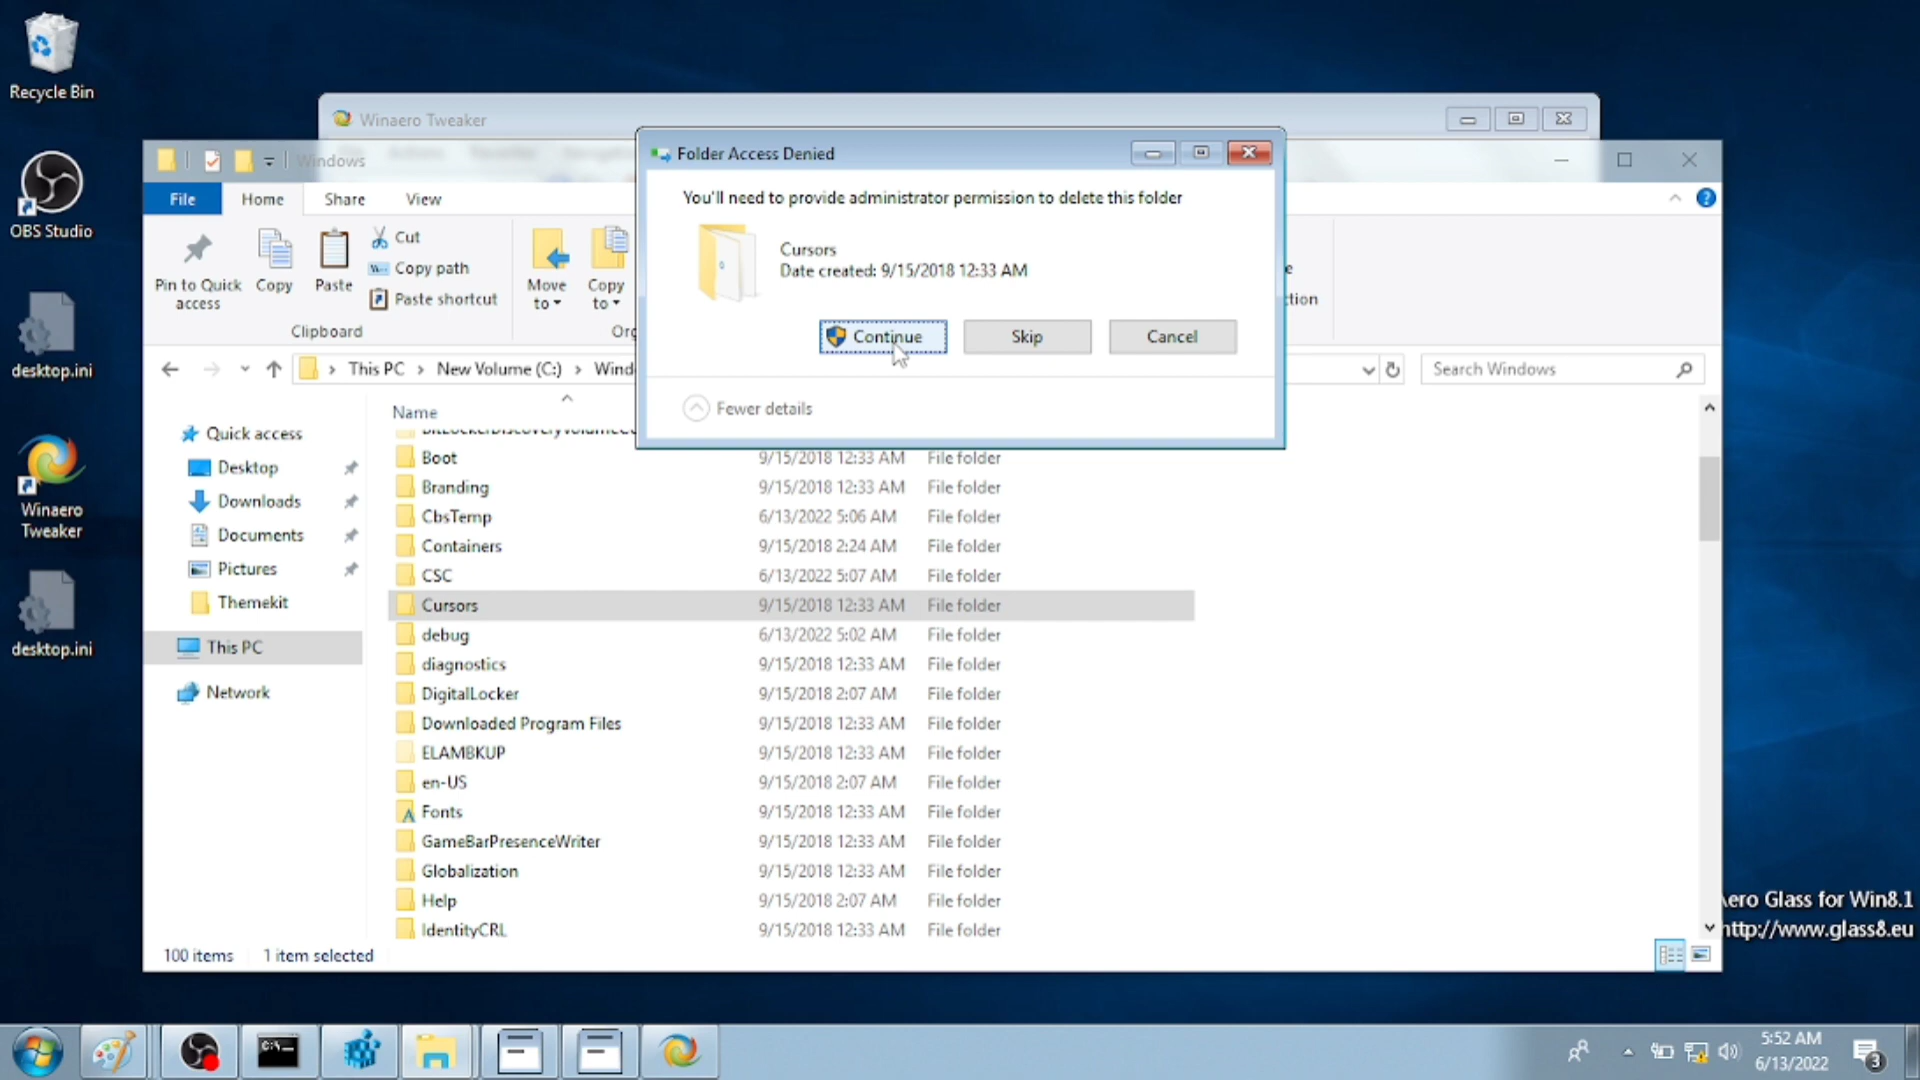 Recycle Bin
OBS Studio
desktop.ini
Winaero
Tweaker
desktop.ini
Winaero Tweaker
Windows
File
Home
Share
View
Pin to Quick
access
Copy
Paste
Cut
Copy path
Paste shortcut
Clipboard
Move
to
Copy
to
Org
e
tion
This PC
New Volume (C:)
Wind
Search Windows
Folder Access Denied
You'll need to provide administrator permission to delete this folder
Cursors
Date created: 9/15/2018 12:33 AM
Continue
Skip
Cancel
Fewer details
Quick access
Desktop
Downloads
Documents
Pictures
Themekit
This PC
Network
Name
Boot 9/15/2018 12:33 AM File folder
Branding 9/15/2018 12:33 AM File folder
CbsTemp 6/13/2022 5:06 AM File folder
Containers 9/15/2018 2:24 AM File folder
CSC 6/13/2022 5:07 AM File folder
Cursors 9/15/2018 12:33 AM File folder
debug 6/13/2022 5:02 AM File folder
diagnostics 9/15/2018 12:33 AM File folder
DigitalLocker 9/15/2018 2:07 AM File folder
Downloaded Program Files 9/15/2018 12:33 AM File folder
ELAMBKUP 9/15/2018 12:33 AM File folder
en-US 9/15/2018 2:07 AM File folder
Fonts 9/15/2018 12:33 AM File folder
GameBarPresenceWriter 9/15/2018 12:33 AM File folder
Globalization 9/15/2018 12:33 AM File folder
Help 9/15/2018 2:07 AM File folder
IdentityCRL 9/15/2018 12:33 AM File folder
100 items
1 item selected
Aero Glass for Win8.1
http://www.glass8.eu
C:\
5:52 AM
6/13/2022
3